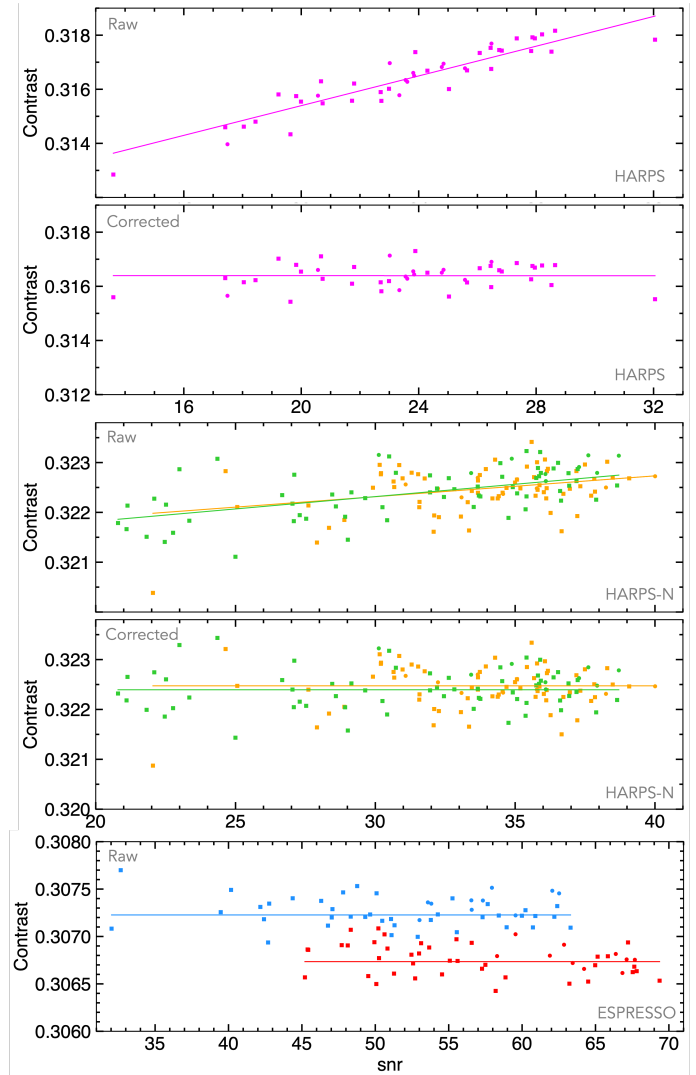 Raw
0.318
0.316
0.314
Contrast
HARPS
Corrected
0.318
0.316
0.314
0.312
Contrast
HARPS
16 20 24 28 32
Raw
0.323
0.322
0.321
Contrast
HARPS-N
Corrected
0.323
0.322
0.321
0.320
Contrast
HARPS-N
20 25 30 35 40
0.3080
Raw
0.3075
0.3070
0.3065
0.3060
Contrast
ESPRESSO
35 40 45 50 55 60 65 70
snr